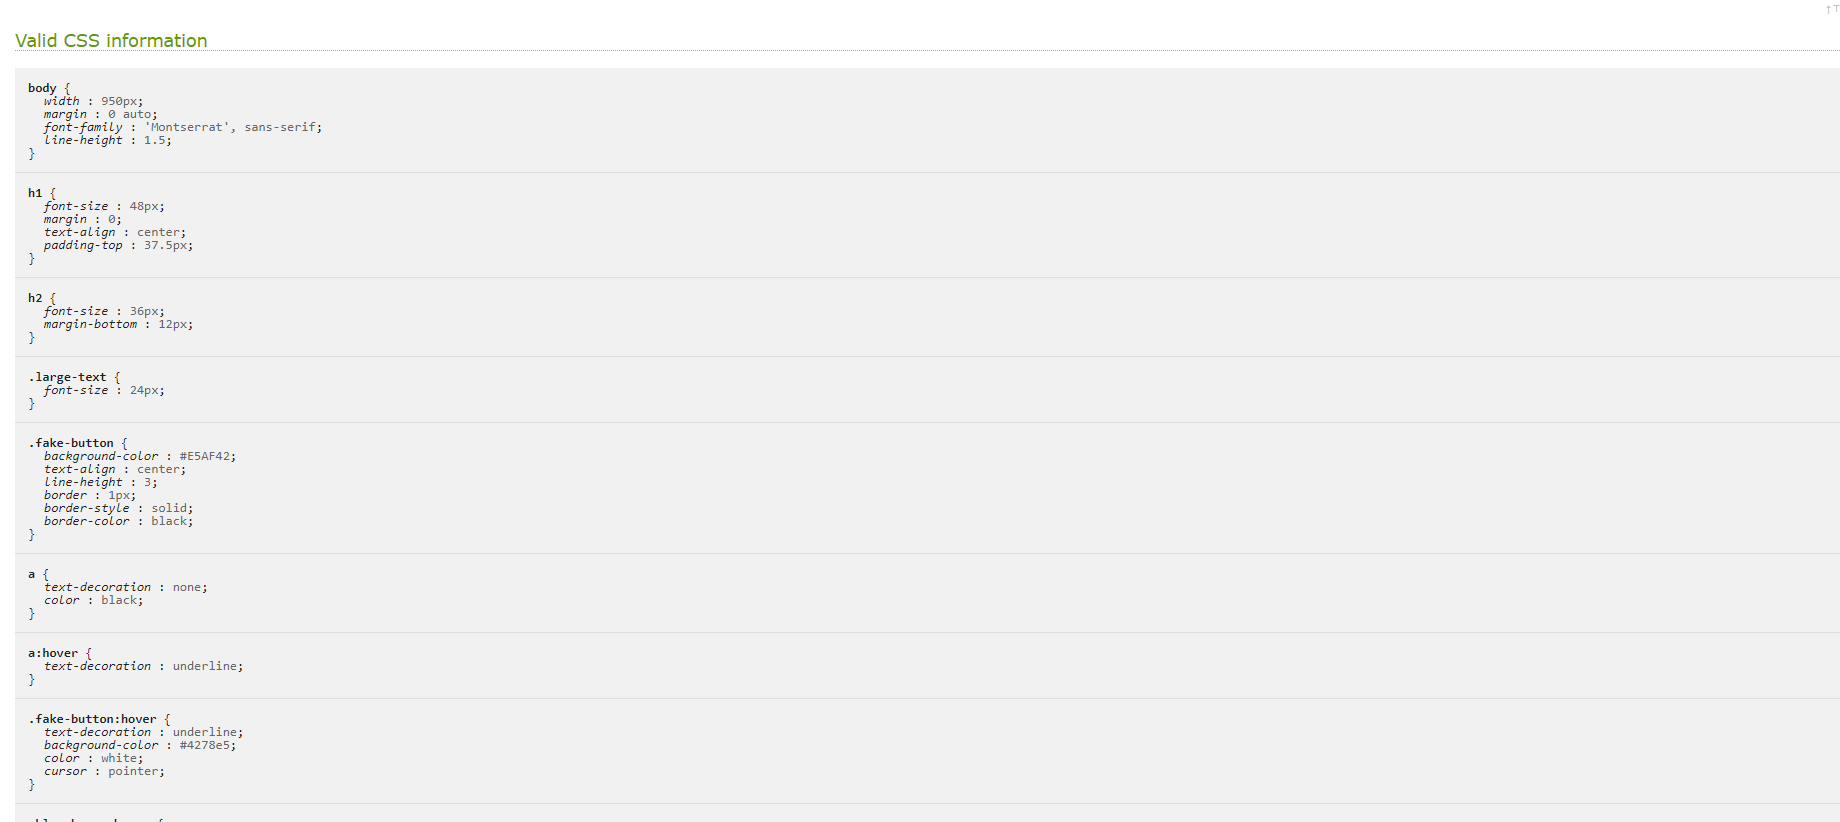 ↑
Valid CSS information
body {
width : 950px;
margin : 0 auto;
font-family : 'Montserrat', sans-serif;
line-height : 1.5;
}
h1 {
font-size : 48px;
margin : 0;
text-align : center;
padding-top : 37.5px;
}
h2 {
font-size : 36px;
margin-bottom : 12px;
}
.large-text {
font-size : 24px;
}
.fake-button {
background-color : #E5AF42;
text-align : center;
line-height : 3;
border : 1px;
border-style : solid;
border-color : black;
}
a {
text-decoration : none;
color : black;
}
a:hover {
text-decoration : underline;
}
.fake-button:hover {
text-decoration : underline;
background-color : #4278e5;
color : white;
cursor : pointer;
}